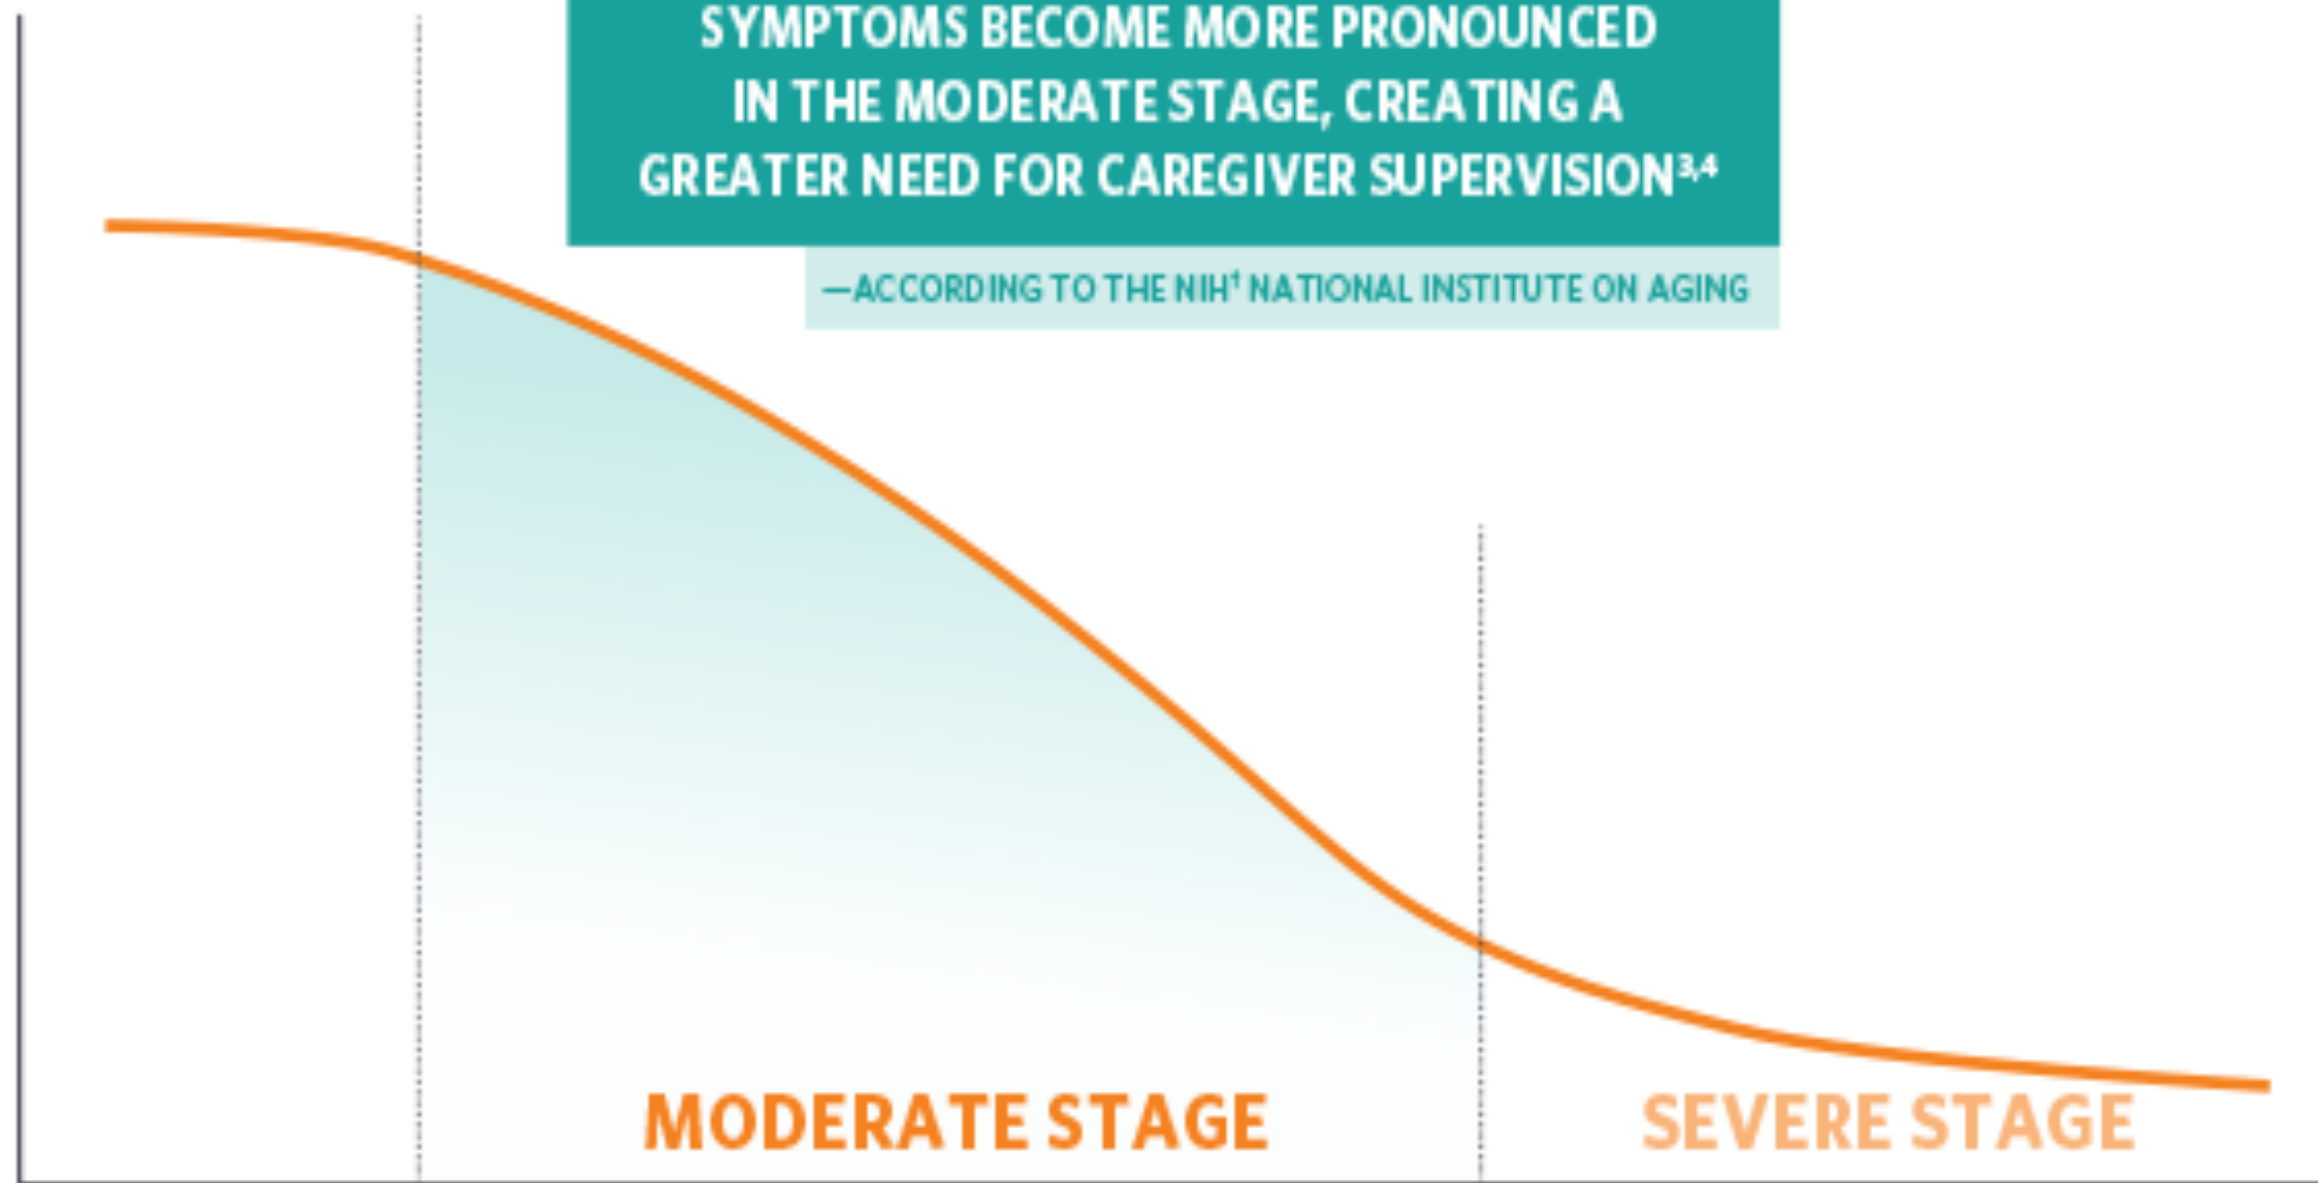 SYMPTOMS BECOME MORE PRONOUNCED
IN THE MODERATE STAGE, CREATING A
GREATER NEED FOR CAREGIVER SUPERVISION³,⁴
—ACCORDING TO THE NIH† NATIONAL INSTITUTE ON AGING
MODERATE STAGE
SEVERE STAGE